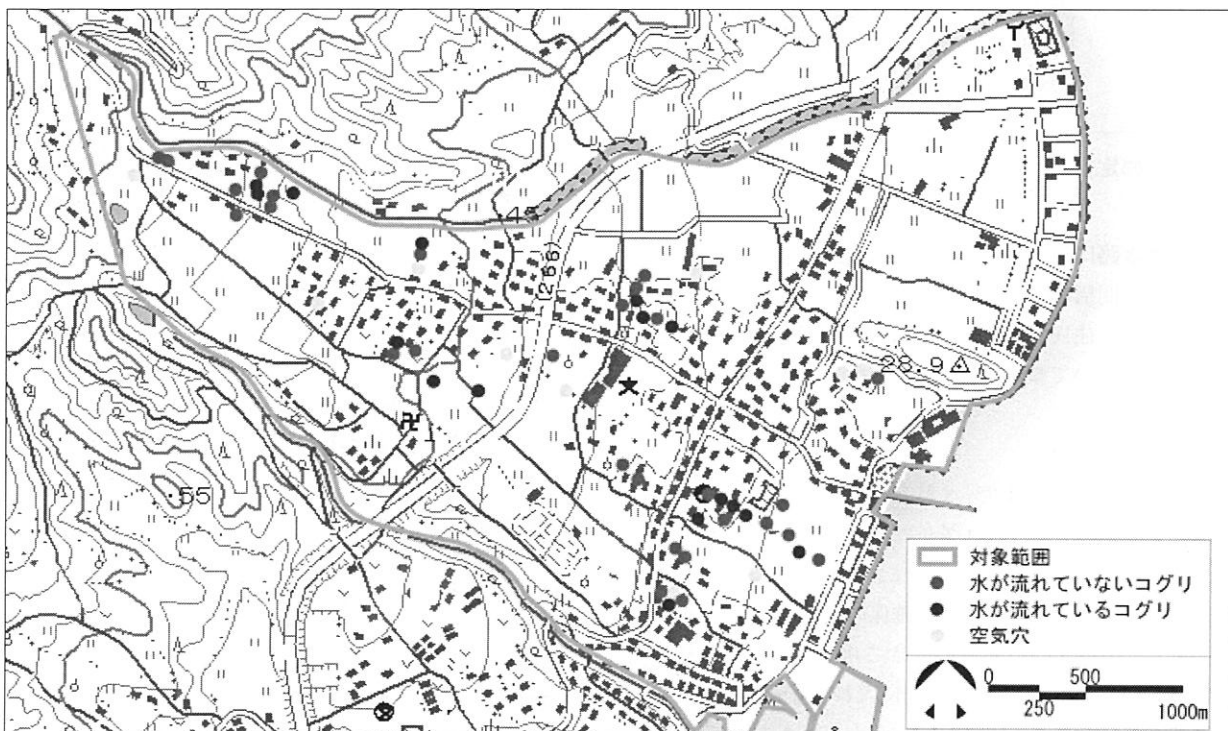 (266)
28.9
.55
対象範囲
水が流れていないコグリ
水が流れているコグリ
空気穴
0 500
250 1000m